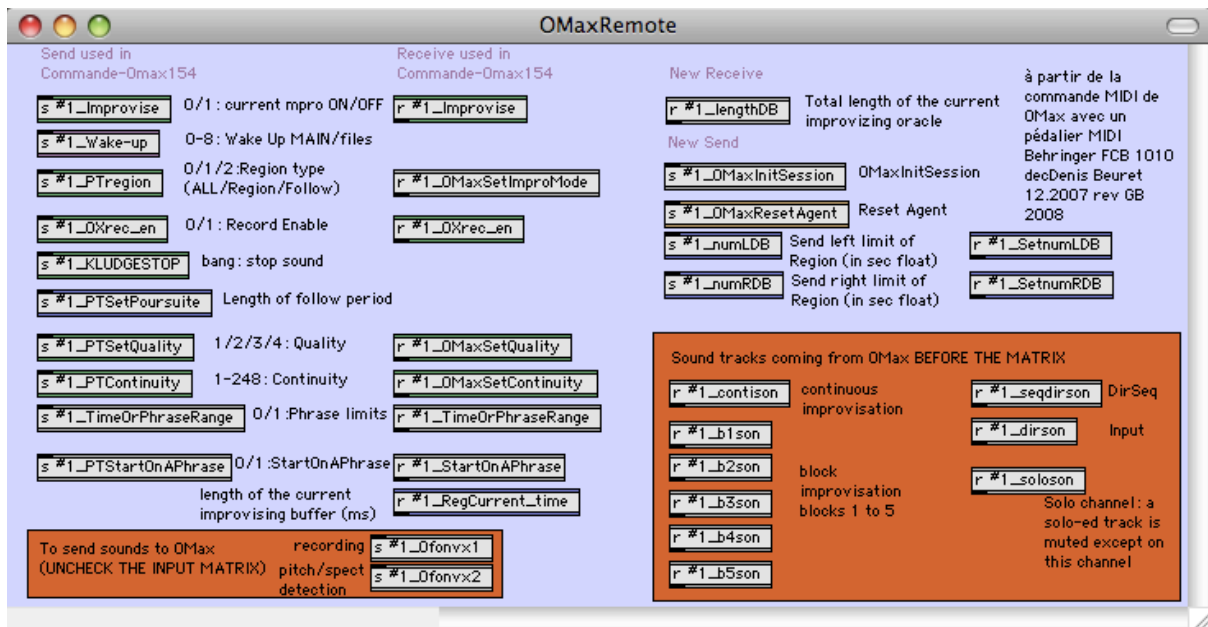 OMaxRemote
Send used in
Commande-Omax154
Receive used in
Commande-Omax154
s #1_Improvise
0/1 : current mpro ON/OFF
r #1_Improvise
s #1_Wake-up
0-8 : Wake Up MAIN/files
s #1_PTregion
0/1/2 :Region type
(ALL/Region/Follow)
r #1_OMaxSetImproMode
s #1_OXrec_en
0/1 : Record Enable
r #1_OXrec_en
s #1_KLUDGESTOP
bang : stop sound
s #1_PTSetPoursuite
Length of follow period
s #1_PTSetQuality
1/2/3/4 : Quality
r #1_OMaxSetQuality
s #1_PTContinuity
1-248 : Continuity
r #1_OMaxSetContinuity
s #1_TimeOrPhraseRange
0/1 :Phrase limits
r #1_TimeOrPhraseRange
s #1_PTStartOnAPhrase
0/1 :StartOnAPhrase
r #1_StartOnAPhrase
length of the current
improvising buffer (ms)
r #1_RegCurrent_time
To send sounds to OMax
(UNCHECK THE INPUT MATRIX)
recording
s #1_Ofonvx1
pitch/spect
detection
s #1_Ofonvx2
New Receive
r #1_lengthDB
Total length of the current
improvizing oracle
New Send
s #1_OMaxInitSession
OMaxInitSession
s #1_OMaxResetAgent
Reset Agent
s #1_numLDB
Send left limit of
Region (in sec float)
r #1_SetnumLDB
s #1_numRDB
Send right limit of
Region (in sec float)
r #1_SetnumRDB
à partir de la
commande MIDI de
OMax avec un
pédalier MIDI
Behringer FCB 1010
decDenis Beuret
12.2007 rev GB
2008
Sound tracks coming from OMax BEFORE THE MATRIX
r #1_contison
continuous
improvisation
r #1_seqdirson
DirSeq
r #1_b1son
r #1_dirson
Input
r #1_b2son
r #1_b3son
r #1_b4son
r #1_b5son
block
improvisation
blocks 1 to 5
r #1_soloson
Solo channel : a
solo-ed track is
muted except on
this channel